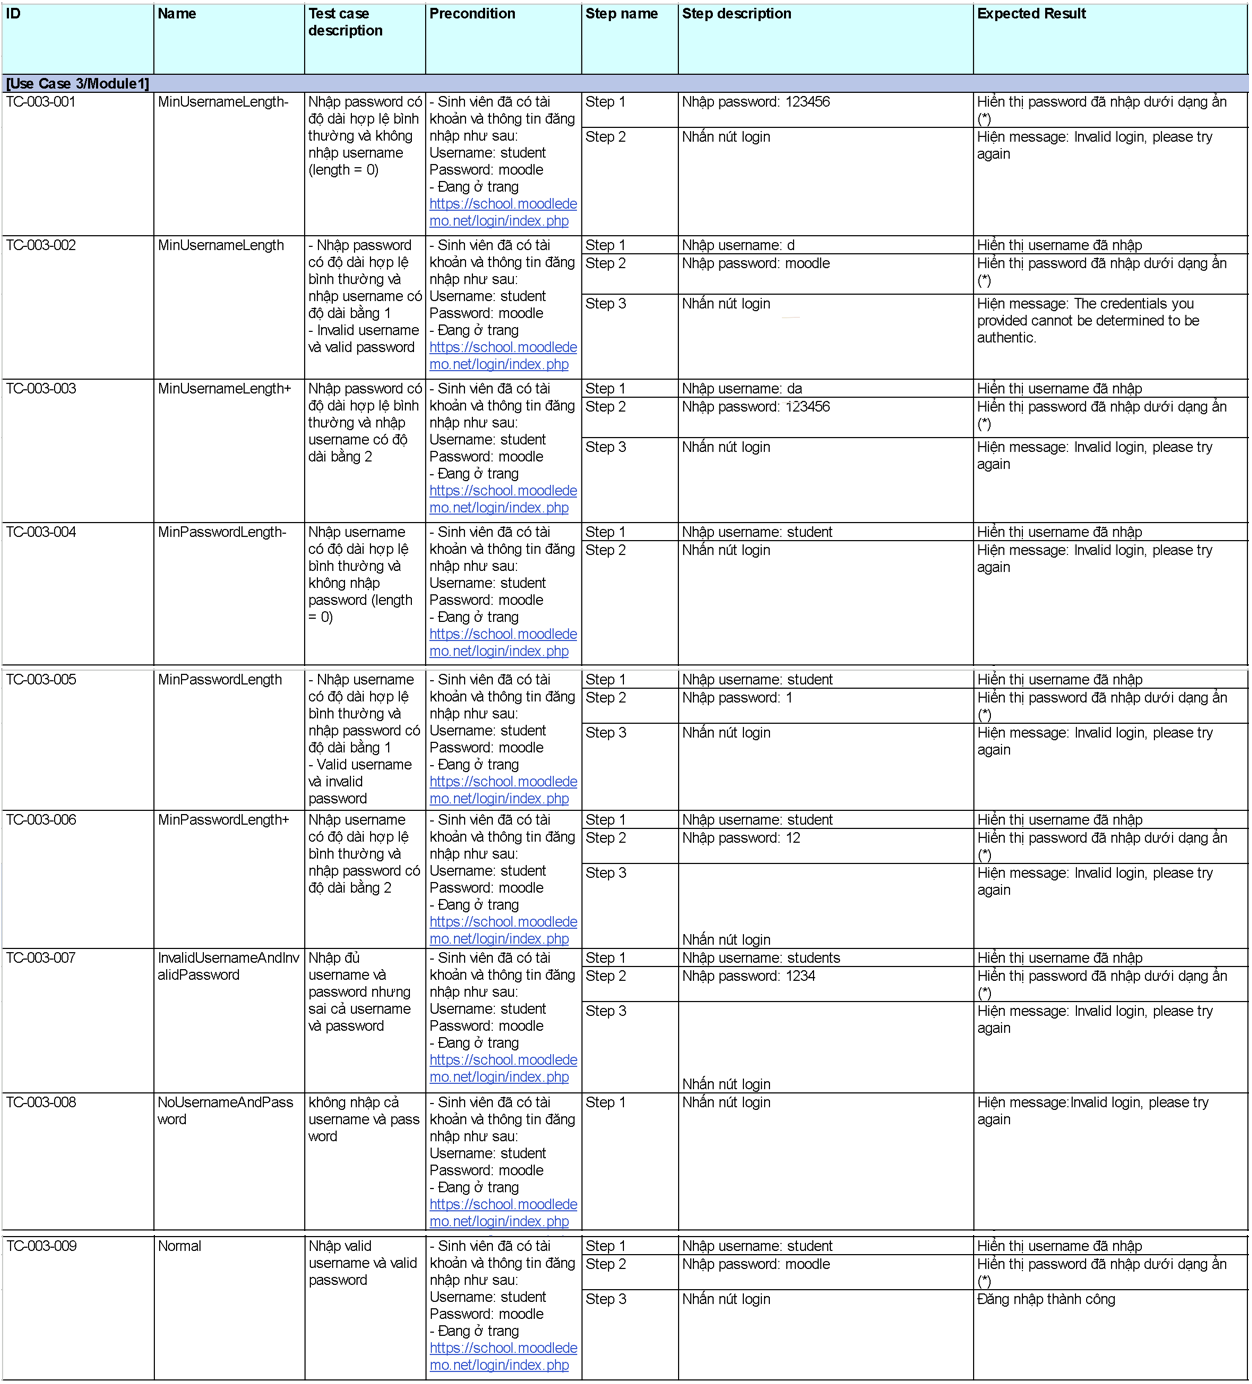 ID
Name
Test case
description
Precondition
Step name
Step description
Expected Result
[Use Case 3/Module1]
TC-003-001
MinUsernameLength-
Nhập password có
độ dài hợp lệ bình
thường và không
nhập username
(length = 0)
- Sinh viên đã có tài
khoản và thông tin đăng
nhập như sau:
Username: student
Password: moodle
- Đang ở trang
https://school.moodlede
mo.net/login/index.php
Step 1
Nhập password: 123456
Hiển thị password đã nhập dưới dạng ẩn
(*)
Step 2
Nhấn nút login
Hiện message: Invalid login, please try
again
TC-003-002
MinUsernameLength
- Nhập password
có độ dài hợp lệ
bình thường và
nhập username có
độ dài bằng 1
- Invalid username
và valid password
- Sinh viên đã có tài
khoản và thông tin đăng
nhập như sau:
Username: student
Password: moodle
- Đang ở trang
https://school.moodlede
mo.net/login/index.php
Step 1
Nhập username: d
Hiển thị username đã nhập
Step 2
Nhập password: moodle
Hiển thị password đã nhập dưới dạng ẩn
(*)
Step 3
Nhấn nút login
Hiện message: The credentials you
provided cannot be determined to be
authentic.
TC-003-003
MinUsernameLength+
Nhập password có
độ dài hợp lệ bình
thường và nhập
username có độ
dài bằng 2
- Sinh viên đã có tài
khoản và thông tin đăng
nhập như sau:
Username: student
Password: moodle
- Đang ở trang
https://school.moodlede
mo.net/login/index.php
Step 1
Nhập username: da
Hiển thị username đã nhập
Step 2
Nhập password: 123456
Hiển thị password đã nhập dưới dạng ẩn
(*)
Step 3
Nhấn nút login
Hiện message: Invalid login, please try
again
TC-003-004
MinPasswordLength-
Nhập username
có độ dài hợp lệ
bình thường và
không nhập
password (length
= 0)
- Sinh viên đã có tài
khoản và thông tin đăng
nhập như sau:
Username: student
Password: moodle
- Đang ở trang
https://school.moodlede
mo.net/login/index.php
Step 1
Nhập username: student
Hiển thị username đã nhập
Step 2
Nhấn nút login
Hiện message: Invalid login, please try
again
TC-003-005
MinPasswordLength
- Nhập username
có độ dài hợp lệ
bình thường và
nhập password có
độ dài bằng 1
- Valid username
và invalid
password
- Sinh viên đã có tài
khoản và thông tin đăng
nhập như sau:
Username: student
Password: moodle
- Đang ở trang
https://school.moodlede
mo.net/login/index.php
Step 1
Nhập username: student
Hiển thị username đã nhập
Step 2
Nhập password: 1
Hiển thị password đã nhập dưới dạng ẩn
(*)
Step 3
Nhấn nút login
Hiện message: Invalid login, please try
again
TC-003-006
MinPasswordLength+
Nhập username
có độ dài hợp lệ
bình thường và
nhập password có
độ dài bằng 2
- Sinh viên đã có tài
khoản và thông tin đăng
nhập như sau:
Username: student
Password: moodle
- Đang ở trang
https://school.moodlede
mo.net/login/index.php
Step 1
Nhập username: student
Hiển thị username đã nhập
Step 2
Nhập password: 12
Hiển thị password đã nhập dưới dạng ẩn
(*)
Step 3
Nhấn nút login
Hiện message: Invalid login, please try
again
TC-003-007
InvalidUsernameAndInv
alidPassword
Nhập đủ
username và
password nhưng
sai cả username
và password
- Sinh viên đã có tài
khoản và thông tin đăng
nhập như sau:
Username: student
Password: moodle
- Đang ở trang
https://school.moodlede
mo.net/login/index.php
Step 1
Nhập username: students
Hiển thị username đã nhập
Step 2
Nhập password: 1234
Hiển thị password đã nhập dưới dạng ẩn
(*)
Step 3
Nhấn nút login
Hiện message: Invalid login, please try
again
TC-003-008
NoUsernameAndPass
word
không nhập cả
username và pass
word
- Sinh viên đã có tài
khoản và thông tin đăng
nhập như sau:
Username: student
Password: moodle
- Đang ở trang
https://school.moodlede
mo.net/login/index.php
Step 1
Nhấn nút login
Hiện message:Invalid login, please try
again
TC-003-009
Normal
Nhập valid
username và valid
password
- Sinh viên đã có tài
khoản và thông tin đăng
nhập như sau:
Username: student
Password: moodle
- Đang ở trang
https://school.moodlede
mo.net/login/index.php
Step 1
Nhập username: student
Hiển thị username đã nhập
Step 2
Nhập password: moodle
Hiển thị password đã nhập dưới dạng ẩn
(*)
Step 3
Nhấn nút login
Đăng nhập thành công